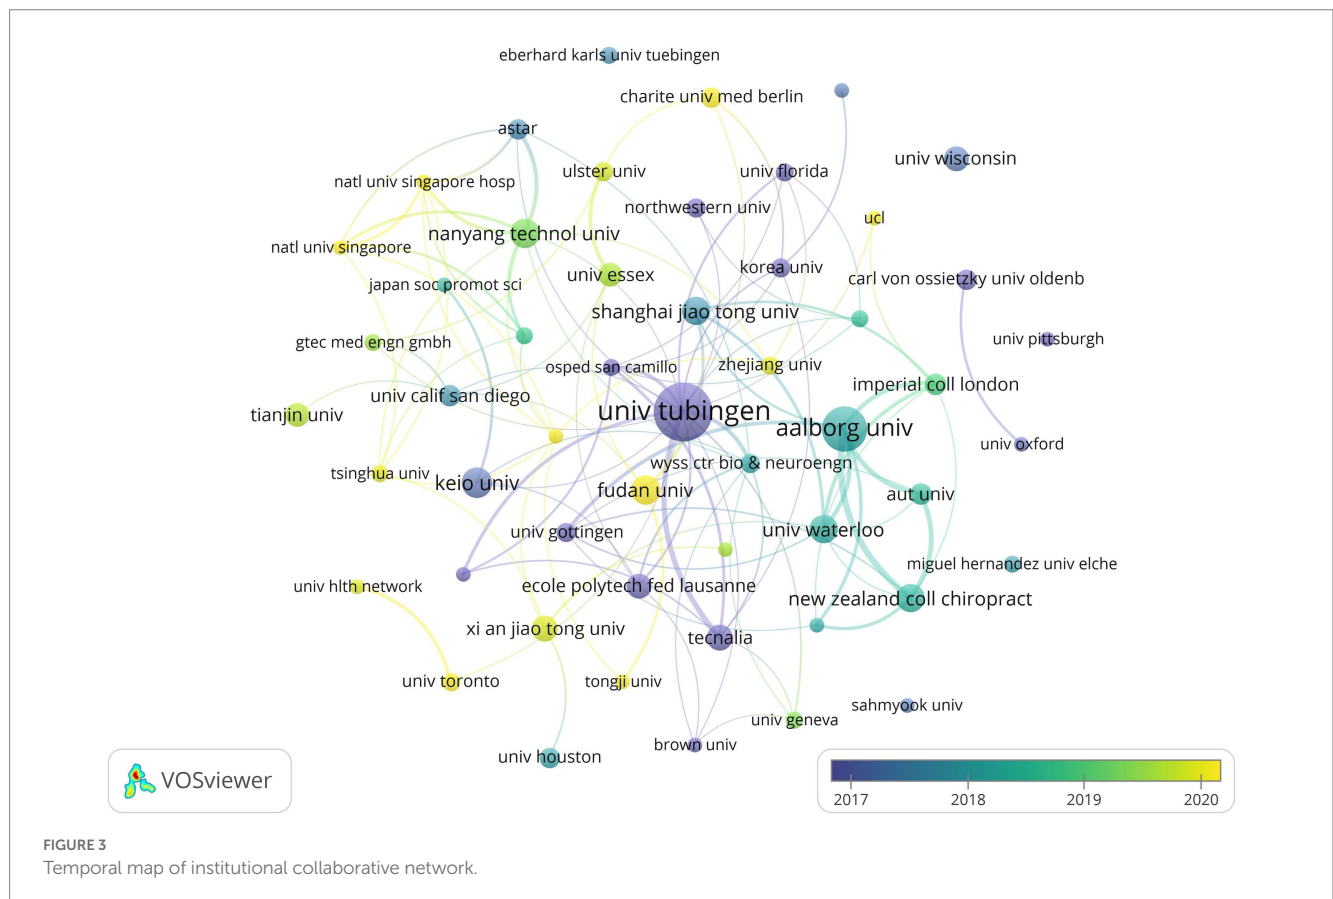 eberhard karls univ tuebingen
charite univ med berlin
astar
univ wisconsin
ulster univ
univ florida
natl univ singapore hosp
northwestern univ
ucl
nanyang technol univ
natl univ singapore
korea univ
univ essex
carl von ossietzky univ oldenb
japan soc promot sci
shanghai jiao tong univ
univ pittsburgh
gtec med engn gmbh
osped san camillo
zhejiang univ
imperial coll london
univ calif san diego
univ tubingen
tianjin univ
aalborg univ
univ oxford
wyss ctr bio & neuroengn
tsinghua univ
keio univ
fudan univ
aut univ
univ gottingen
univ waterloo
miguel hernandez univ elche
univ hlth network
ecole polytech fed lausanne
new zealand coll chiropract
xi an jiao tong univ
tecnalia
univ toronto
tongji univ
sahmyook univ
univ geneva
brown univ
univ houston
VOSviewer
2017 2018 2019 2020
FIGURE 3
Temporal map of institutional collaborative network.